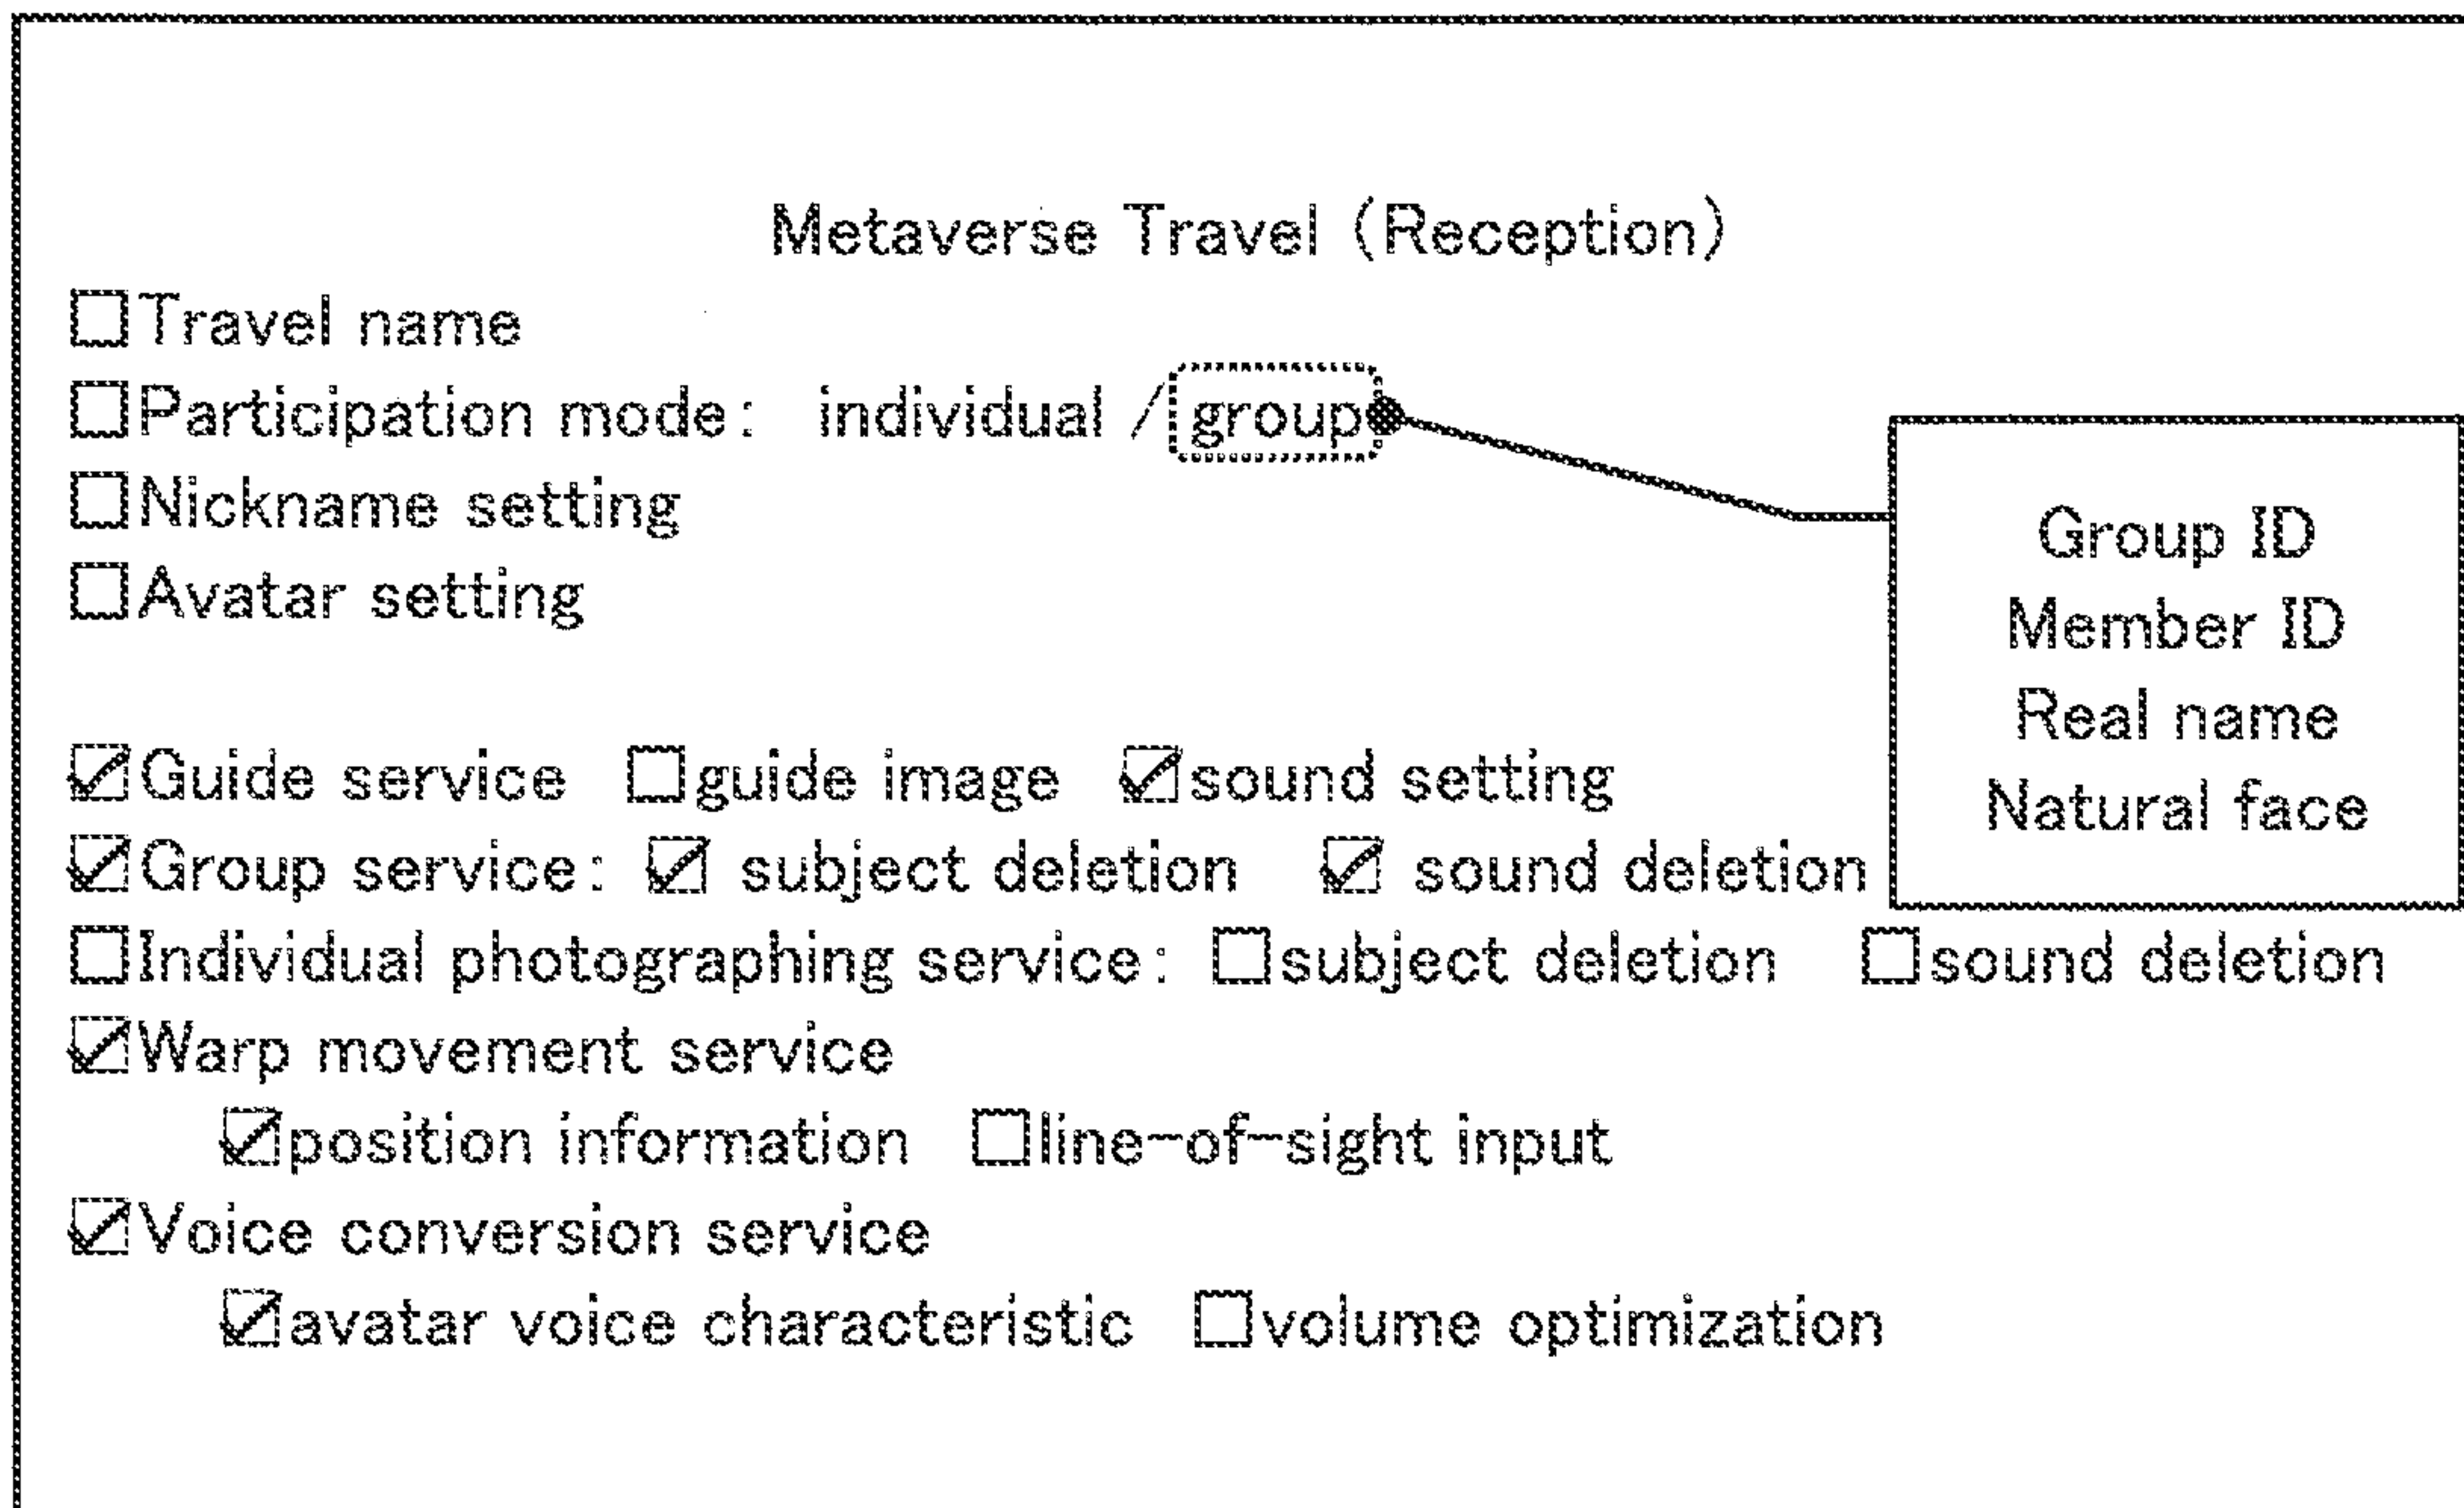 Metaverse Travel (Reception)
☐Travel name
☐Participation mode: individual / group
☐Nickname setting
☐Avatar setting
Group ID
Member ID
Real name
Natural face
☑Guide service ☐guide image ☑sound setting
☑Group service: ☑ subject deletion ☑ sound deletion
☐Individual photographing service: ☐subject deletion ☐sound deletion
☑Warp movement service
☑position information ☐line-of-sight input
☑Voice conversion service
☑avatar voice characteristic ☐volume optimization